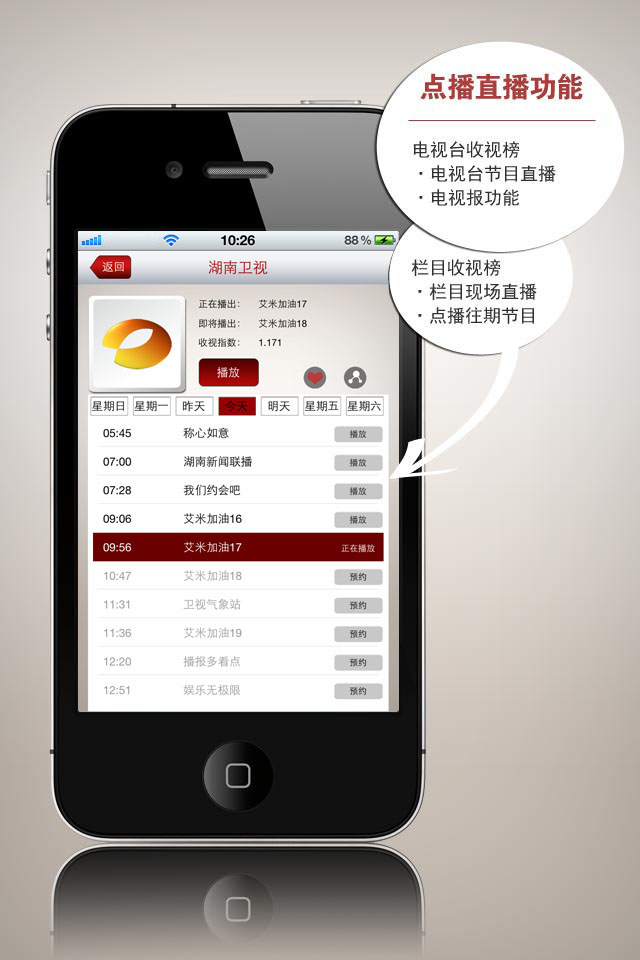 点播直播功能
电视台收视榜
·电视台节目直播
·电视报功能
栏目收视榜
·栏目现场直播
·点播往期节目
10:26
88 %
返回
湖南卫视
正在播出： 艾米加油17
即将播出： 艾米加油18
收视指数： 1.171
播放
星期日 星期一 昨天 今天 明天 星期五 星期六
05:45 称心如意 播放
07:00 湖南新闻联播 播放
07:28 我们约会吧 播放
09:06 艾米加油16 播放
09:56 艾米加油17 正在播放
10:47 艾米加油18 预约
11:31 卫视气象站 预约
11:36 艾米加油19 预约
12:20 播报多看点 预约
12:51 娱乐无极限 预约